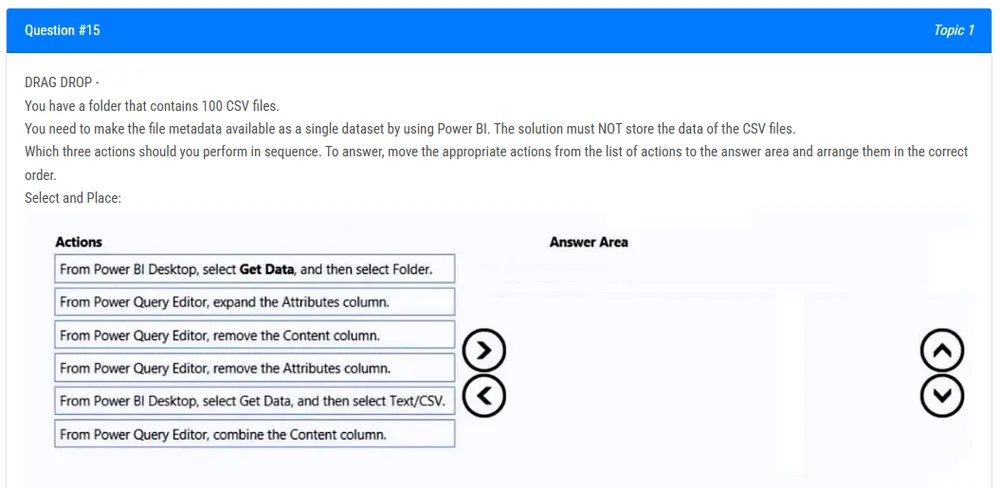 Question #15
Topic 1
DRAG DROP -
You have a folder that contains 100 CSV files.
You need to make the file metadata available as a single dataset by using Power BI. The solution must NOT store the data of the CSV files.
Which three actions should you perform in sequence. To answer, move the appropriate actions from the list of actions to the answer area and arrange them in the correct
order.
Select and Place:
Actions
Answer Area
From Power BI Desktop, select Get Data, and then select Folder.
From Power Query Editor, expand the Attributes column.
From Power Query Editor, remove the Content column.
From Power Query Editor, remove the Attributes column.
From Power BI Desktop, select Get Data, and then select Text/CSV.
From Power Query Editor, combine the Content column.